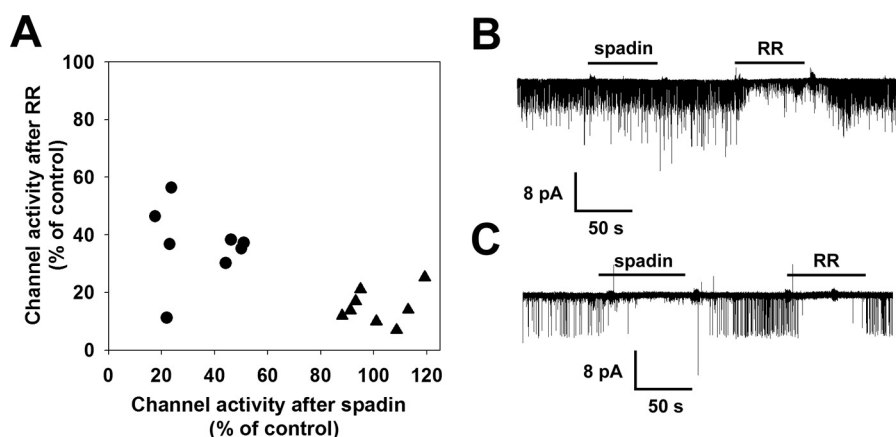 A
Channel activity after RR
(% of control)
100
80
60
40
20
0
0 20 40 60 80 100 120
Channel activity after spadin
(% of control)
B
spadin RR
8 pA
50 s
C
spadin RR
8 pA
50 s